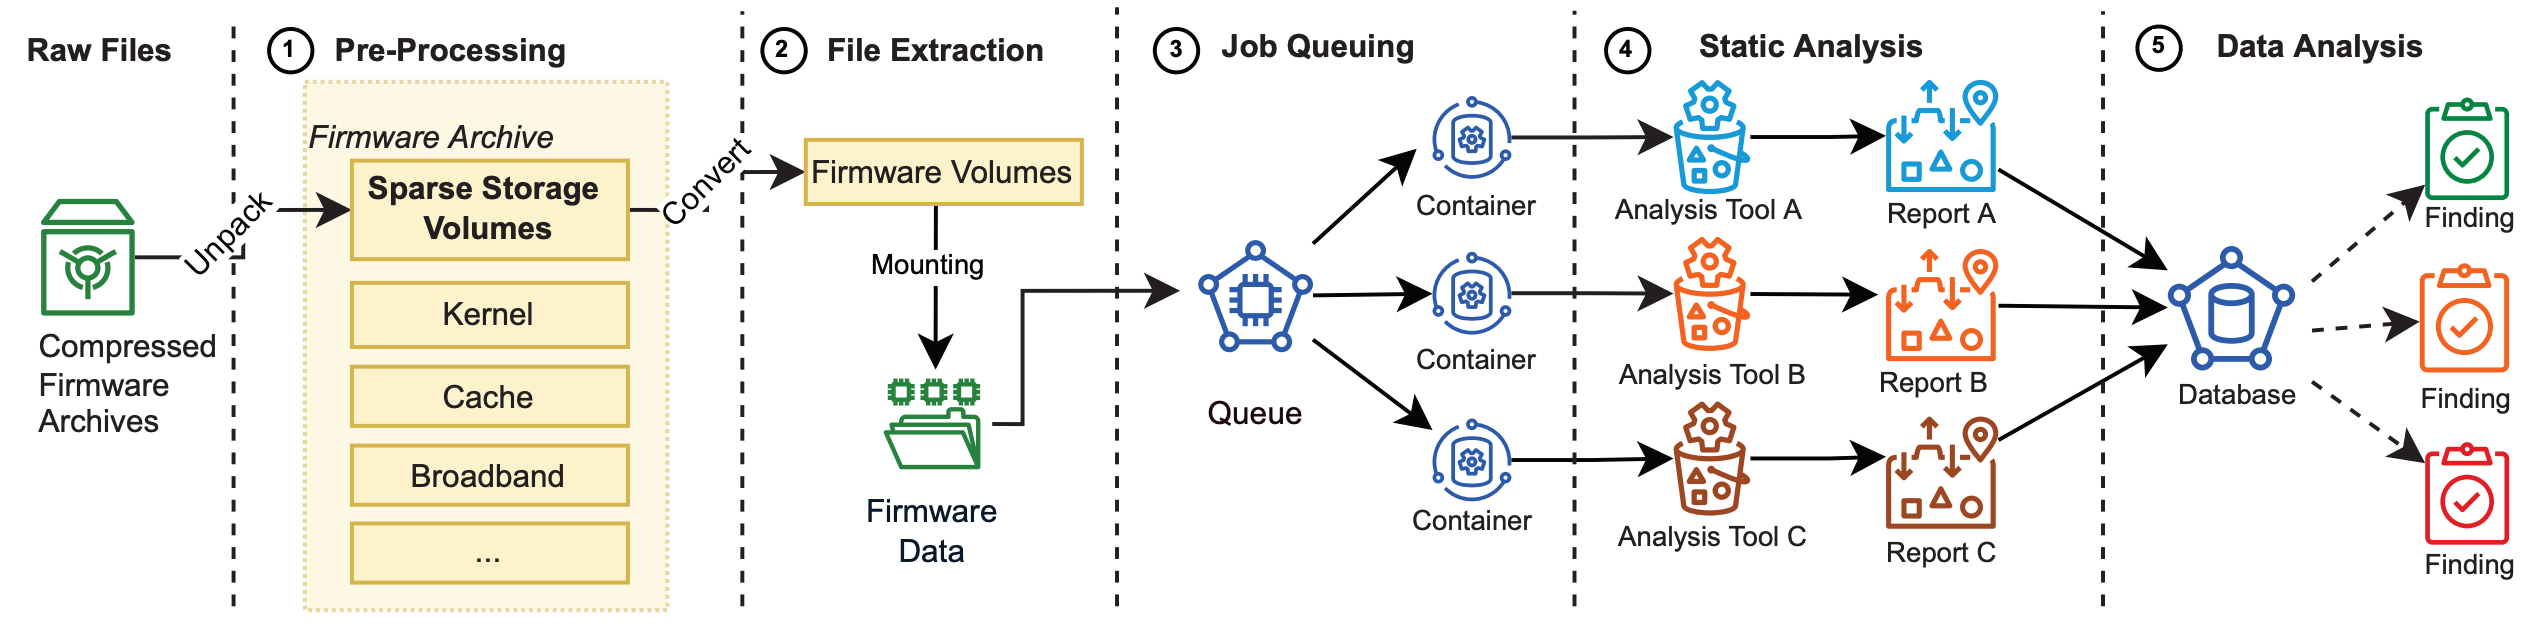 Raw Files
Compressed
Firmware
Archives
Unpack
1 Pre-Processing
Firmware Archive
Sparse Storage
Volumes
Kernel
Cache
Broadband
...
Convert
2 File Extraction
Firmware Volumes
Mounting
Firmware
Data
3 Job Queuing
Queue
Container
Container
Container
4 Static Analysis
Analysis Tool A
Report A
Analysis Tool B
Report B
Analysis Tool C
Report C
5 Data Analysis
Database
Finding
Finding
Finding